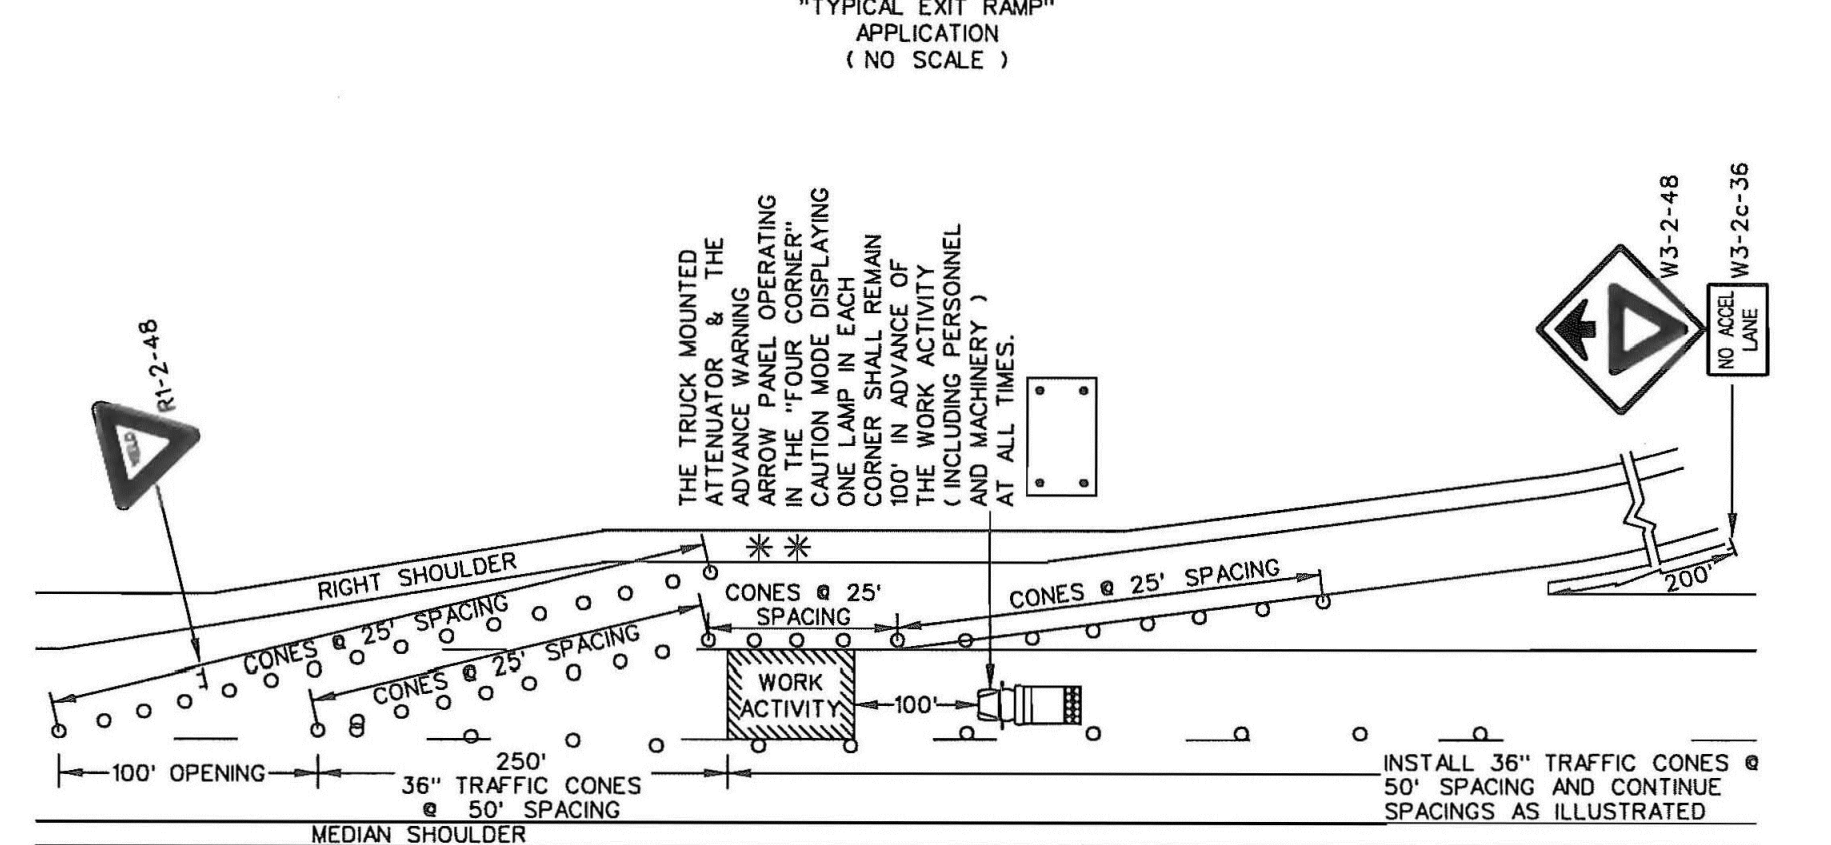 "TYPICAL EXIT RAMP"
APPLICATION
( NO SCALE )
THE TRUCK MOUNTED
ATTENUATOR & THE
ADVANCE WARNING
ARROW PANEL OPERATING
IN THE "FOUR CORNER"
CAUTION MODE DISPLAYING
ONE LAMP IN EACH
CORNER SHALL REMAIN
100' IN ADVANCE OF
THE WORK ACTIVITY
( INCLUDING PERSONNEL
AND MACHINERY )
AT ALL TIMES.
W3-2-48
W3-2c-36
NO ACCEL
LANE
R1-2-48
YIELD
RIGHT SHOULDER
**
CONES @ 25' SPACING
CONES @ 25' SPACING
CONES @ 25'
SPACING
CONES @ 25' SPACING
200'
WORK
ACTIVITY
100'
100' OPENING
250'
36" TRAFFIC CONES
@ 50' SPACING
INSTALL 36" TRAFFIC CONES @
50' SPACING AND CONTINUE
SPACINGS AS ILLUSTRATED
MEDIAN SHOULDER